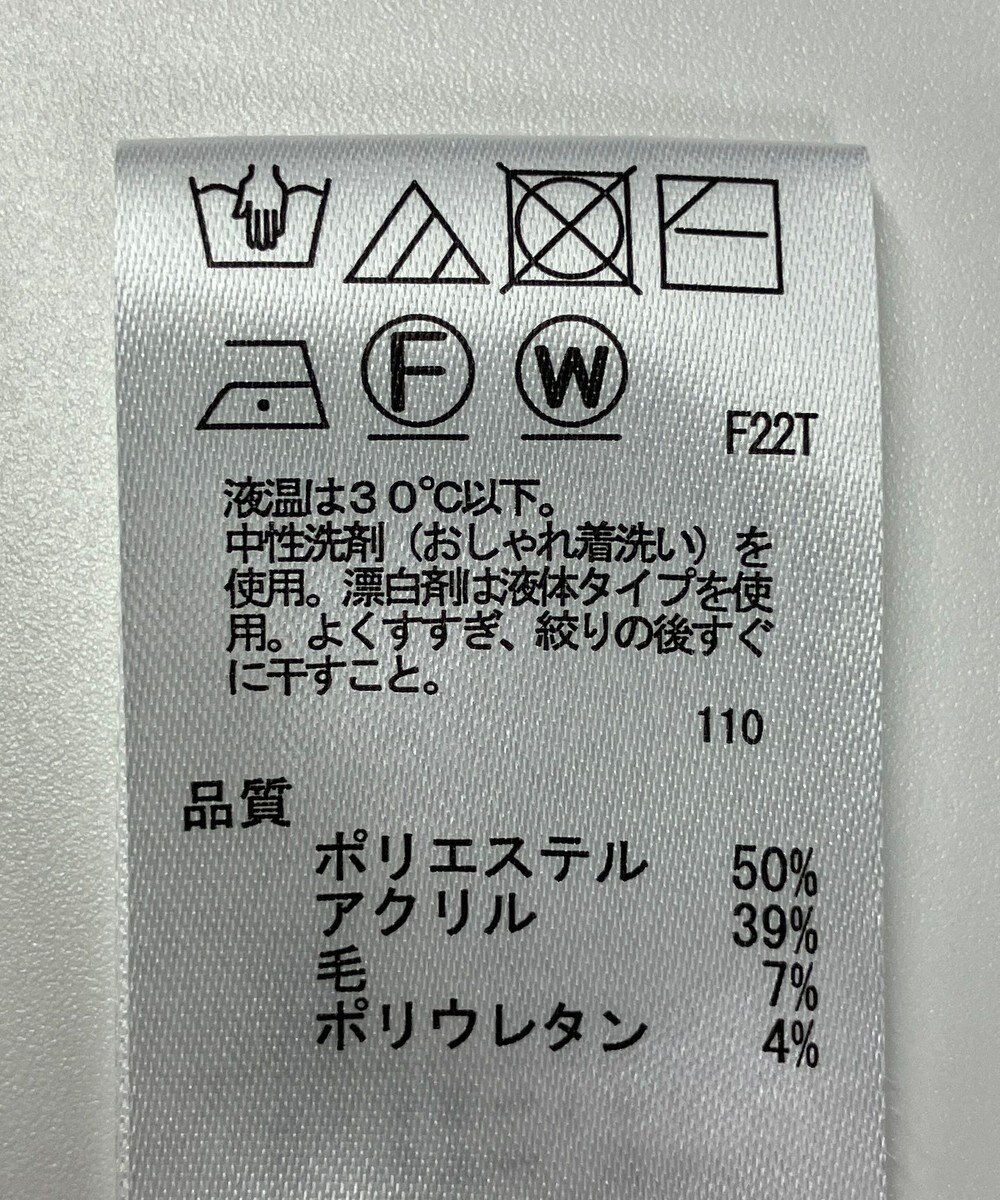 F W
F22T
液温は30℃以下。
中性洗剤（おしゃれ着洗い）を
使用。漂白剤は液体タイプを使
用。よくすすぎ、絞りの後すぐ
に干すこと。
110
品質
ポリエステル 50%
アクリル 39%
毛 7%
ポリウレタン 4%